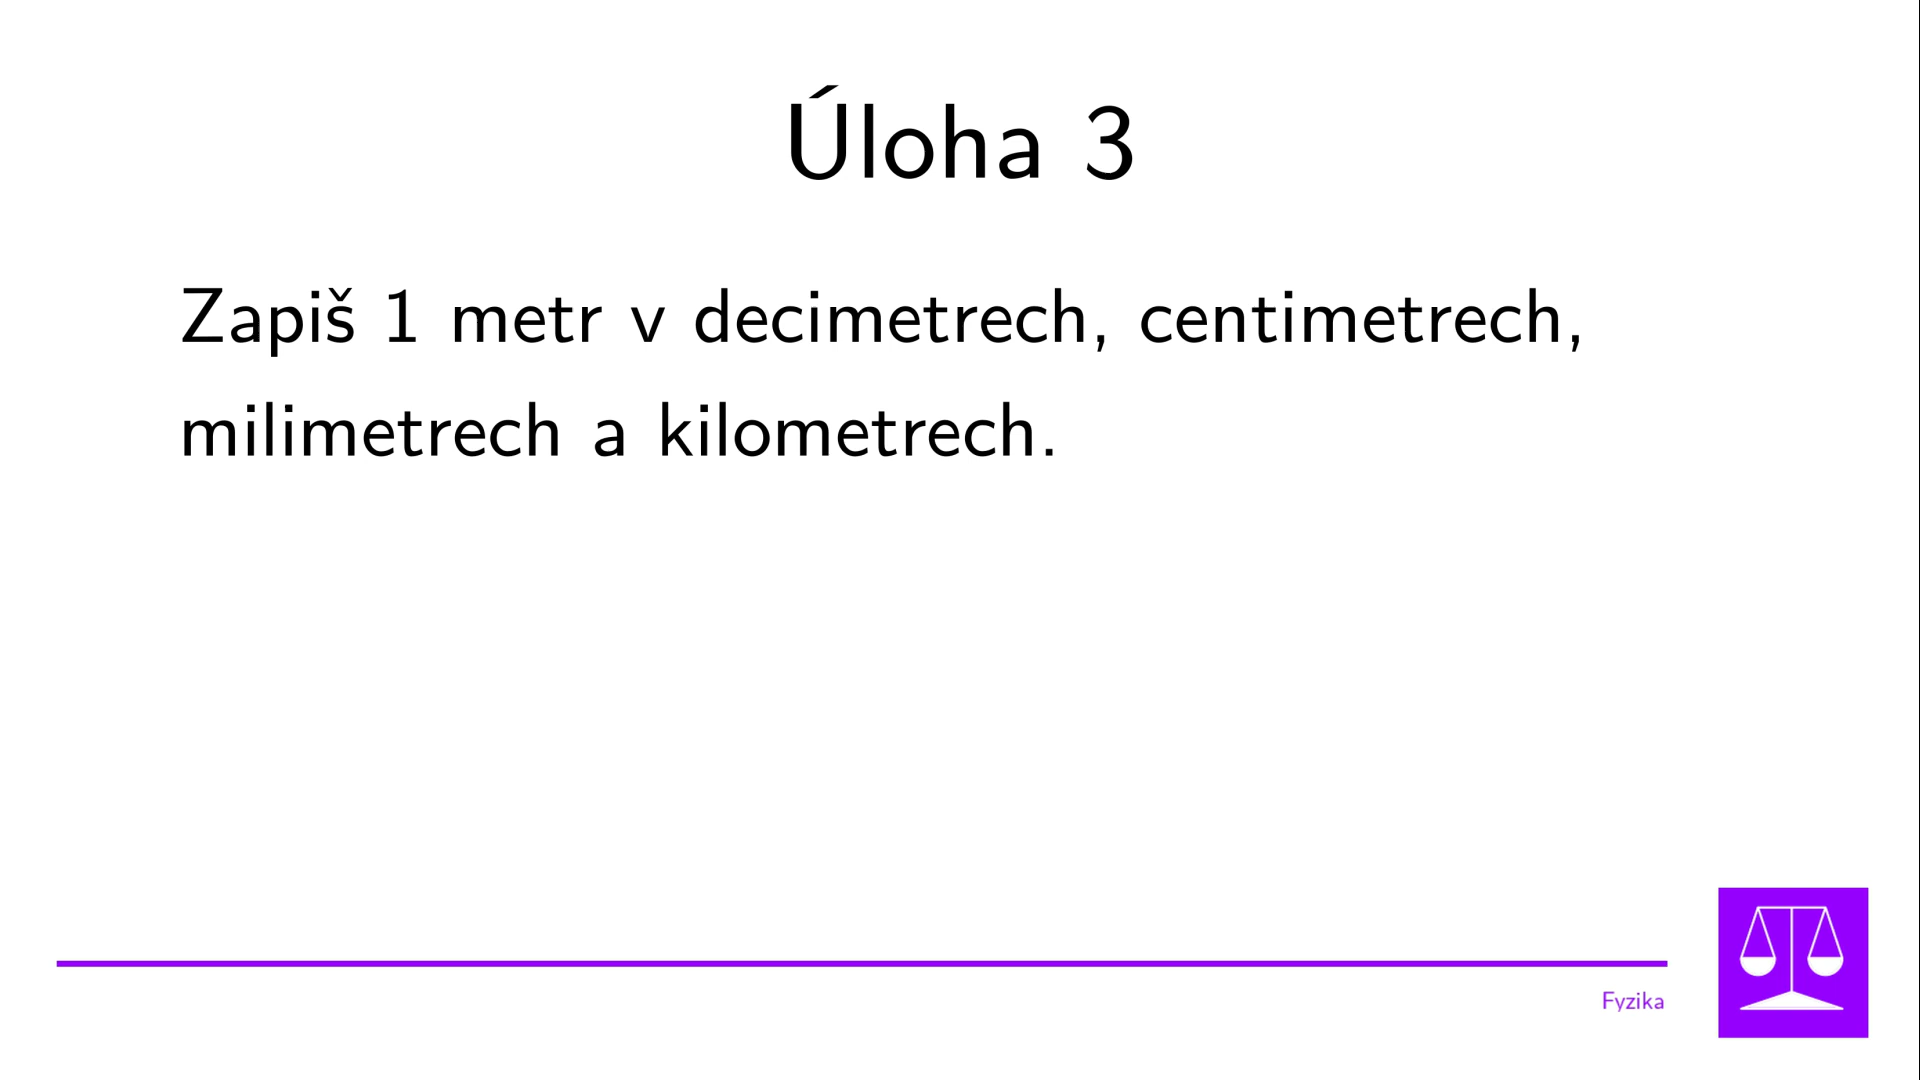 Úloha 3
Zapiš 1 metr v decimetrech, centimetrech,
milimetrech a kilometrech.
Fyzika